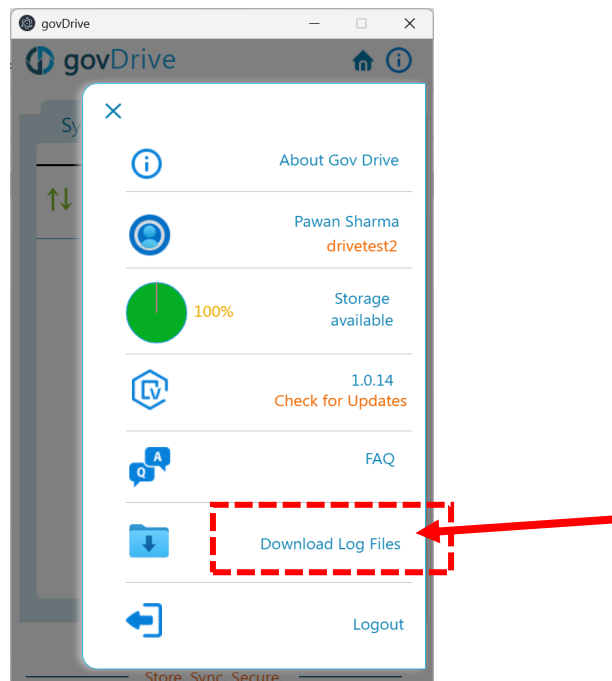 govDrive
govDrive
Sy
About Gov Drive
Pawan Sharma
drivetest2
100%
Storage
available
1.0.14
Check for Updates
FAQ
Download Log Files
Logout
Store Sync Secure